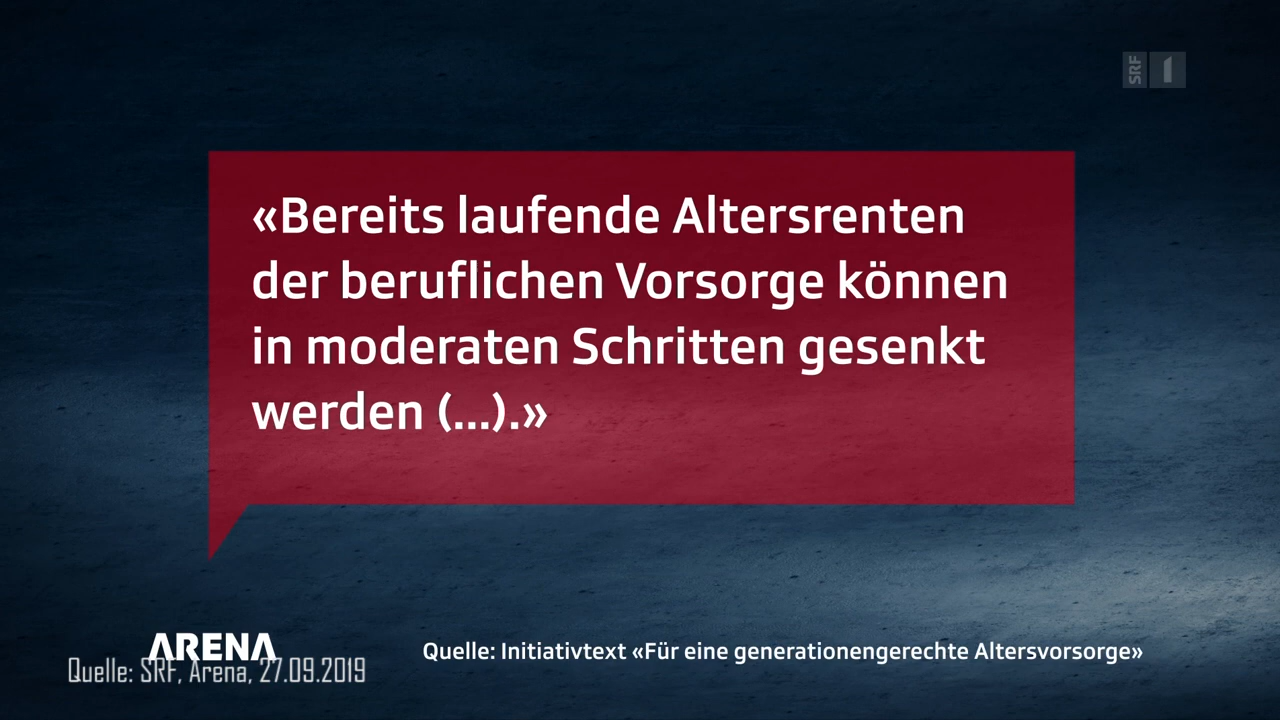 SRF 1
«Bereits laufende Altersrenten
der beruflichen Vorsorge können
in moderaten Schritten gesenkt
werden (...).»
ARENA
Quelle: Initiativtext «Für eine generationengerechte Altersvorsorge»
Quelle: SRF, Arena, 27.09.2019